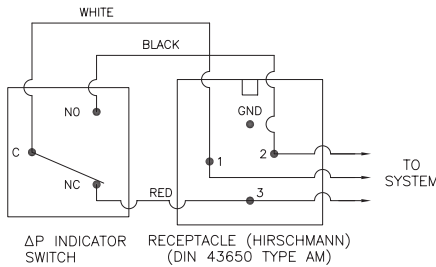 WHITE
BLACK
NO
GND
C
1
2
NC
RED
3
TO
SYSTEM
ΔP INDICATOR
SWITCH
RECEPTACLE (HIRSCHMANN)
(DIN 43650 TYPE AM)